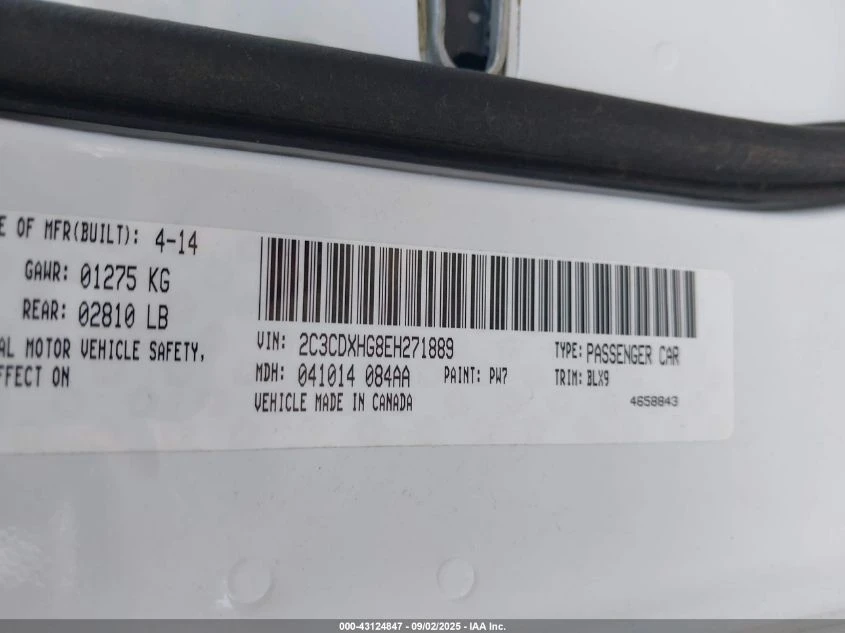 E OF MFR(BUILT): 4-14
GAWR: 01275 KG
REAR: 02810 LB
AL MOTOR VEHICLE SAFETY,
FFECT ON
VIN: 2C3CDXHG8EH271889
TYPE: PASSENGER CAR
MDH: 041014 084AA
PAINT: PW7
TRIM: BLX9
VEHICLE MADE IN CANADA
4658843
000-43124847 - 09/02/2025 - IAA Inc.